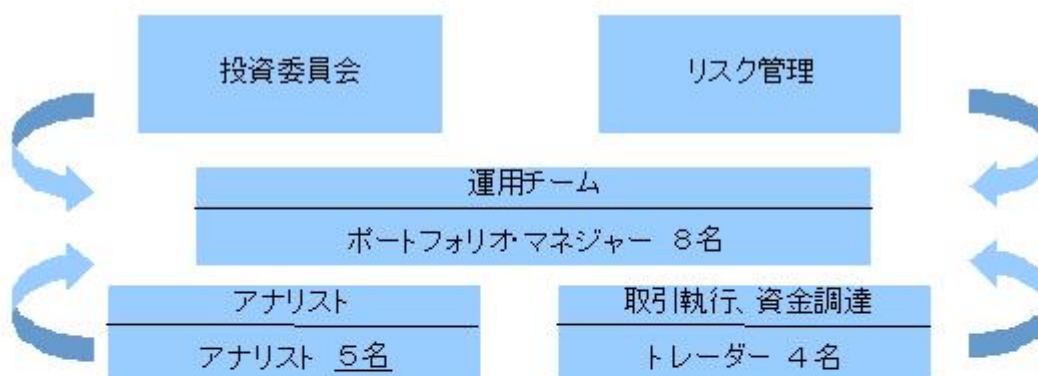 投資委員会
リスク管理
運用チーム
ポートフォリオ・マネジャー ８名
アナリスト
アナリスト ５名
取引執行、資金調達
トレーダー ４名